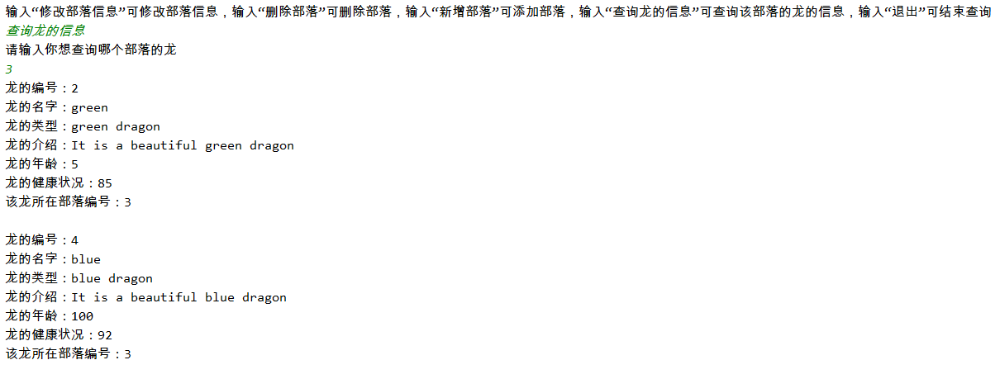 输入“修改部落信息”可修改部落信息，输入“删除部落”可删除部落，输入“新增部落”可添加部落，输入“查询龙的信息”可查询该部落的龙的信息，输入“退出”可结束查询
查询龙的信息
请输入你想查询哪个部落的龙
3
龙的编号：2
龙的名字：green
龙的类型：green dragon
龙的介绍：It is a beautiful green dragon
龙的年龄：5
龙的健康状况：85
该龙所在部落编号：3
龙的编号：4
龙的名字：blue
龙的类型：blue dragon
龙的介绍：It is a beautiful blue dragon
龙的年龄：100
龙的健康状况：92
该龙所在部落编号：3